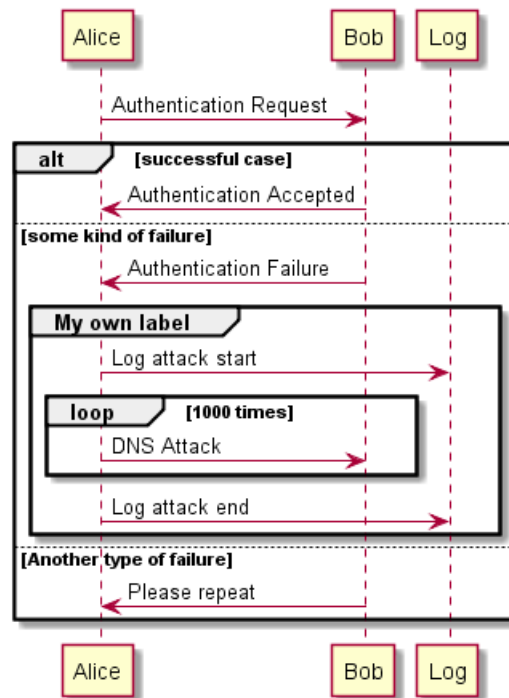 Alice Bob Log
Authentication Request
alt [successful case]
Authentication Accepted
[some kind of failure]
Authentication Failure
My own label
Log attack start
loop [1000 times]
DNS Attack
Log attack end
[Another type of failure]
Please repeat
Alice Bob Log